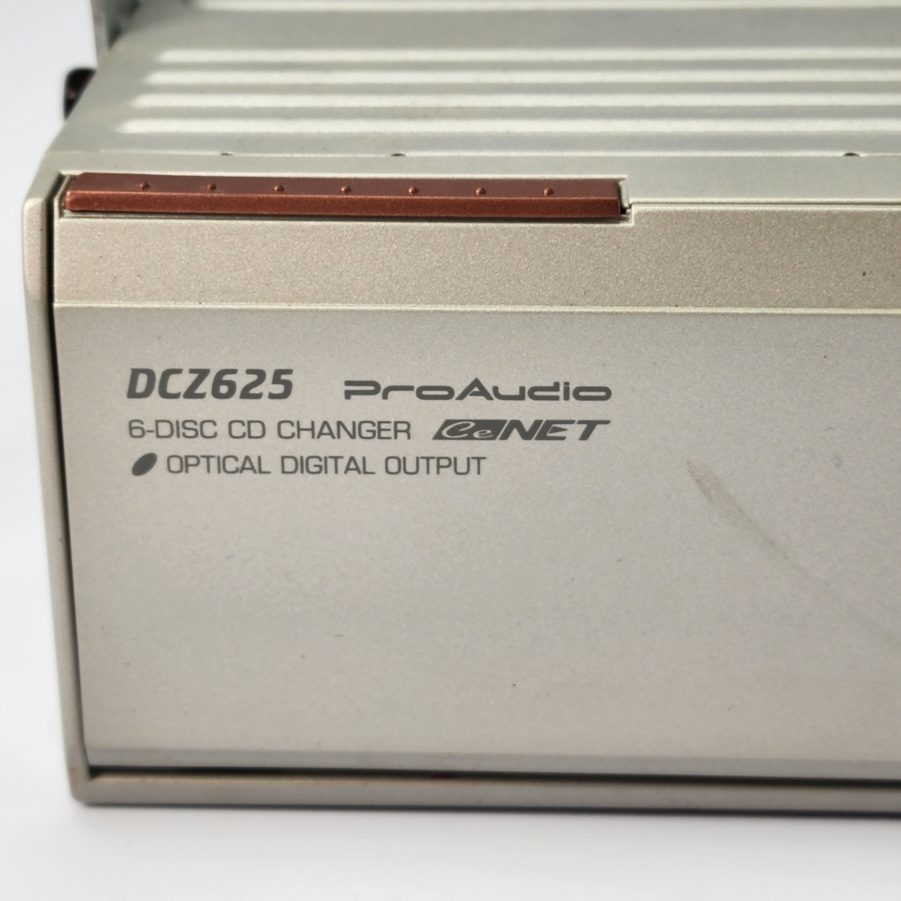 DCZ625 ProAudio
6-DISC CD CHANGER CeNET
OPTICAL DIGITAL OUTPUT